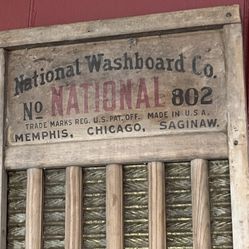 National Washboard Co.
No NATIONAL 802
TRADE MARKS REG. U.S. PAT. OFF. MADE IN U.S.A.
MEMPHIS, CHICAGO, SAGINAW.